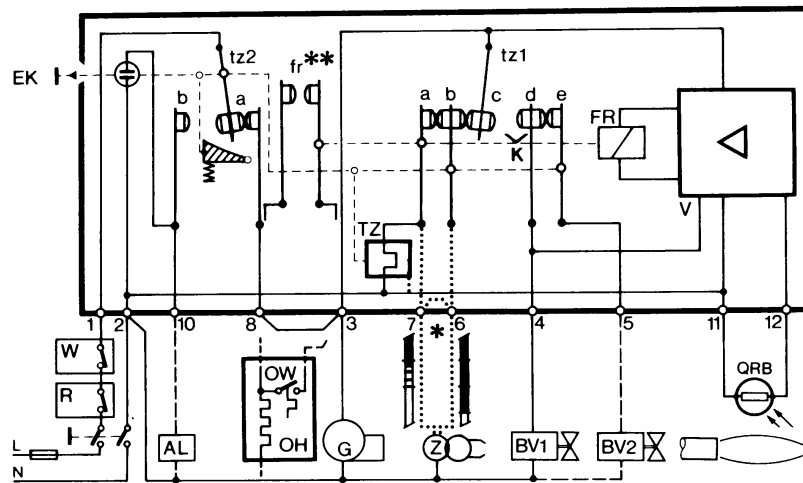 EK
tz2
fr**
tz1
b
a
a
b
c
d
e
FR
K
V
TZ
1
2
10
8
3
7
*
6
4
5
11
12
W
R
L
N
AL
OW
OH
G
Z
BV1
BV2
QRB